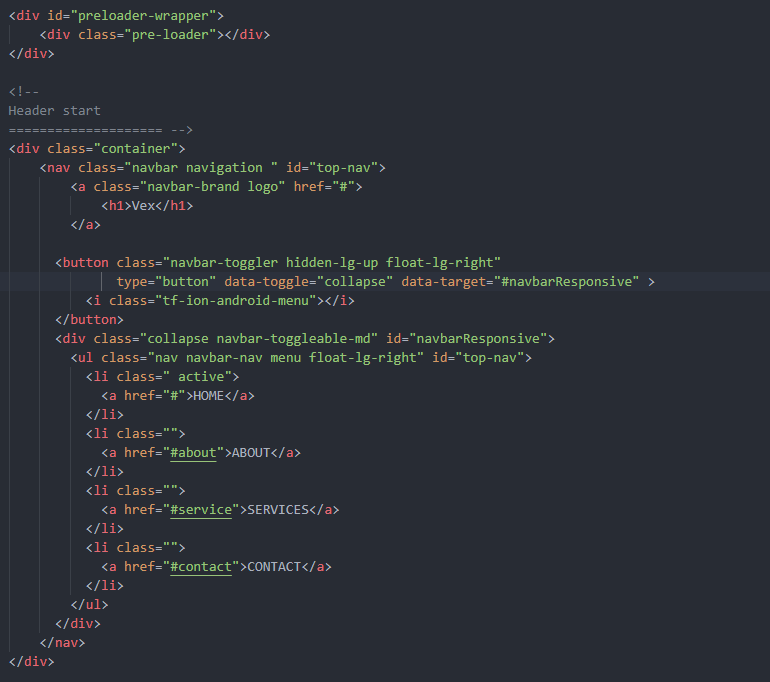 <div id="preloader-wrapper">
    <div class="pre-loader"></div>
</div>

<!--
Header start
==================== -->
<div class="container">
    <nav class="navbar navigation " id="top-nav">
        <a class="navbar-brand logo" href="#">
            <h1>Vex</h1>
        </a>

      <button class="navbar-toggler hidden-lg-up float-lg-right"
              type="button" data-toggle="collapse" data-target="#navbarResponsive" >
          <i class="tf-ion-android-menu"></i>
      </button>
      <div class="collapse navbar-toggleable-md" id="navbarResponsive">
        <ul class="nav navbar-nav menu float-lg-right" id="top-nav">
          <li class=" active">
            <a href="#">HOME</a>
          </li>
          <li class="">
            <a href="#about">ABOUT</a>
          </li>
          <li class="">
            <a href="#service">SERVICES</a>
          </li>
          <li class="">
            <a href="#contact">CONTACT</a>
          </li>
        </ul>
      </div>
    </nav>
</div>